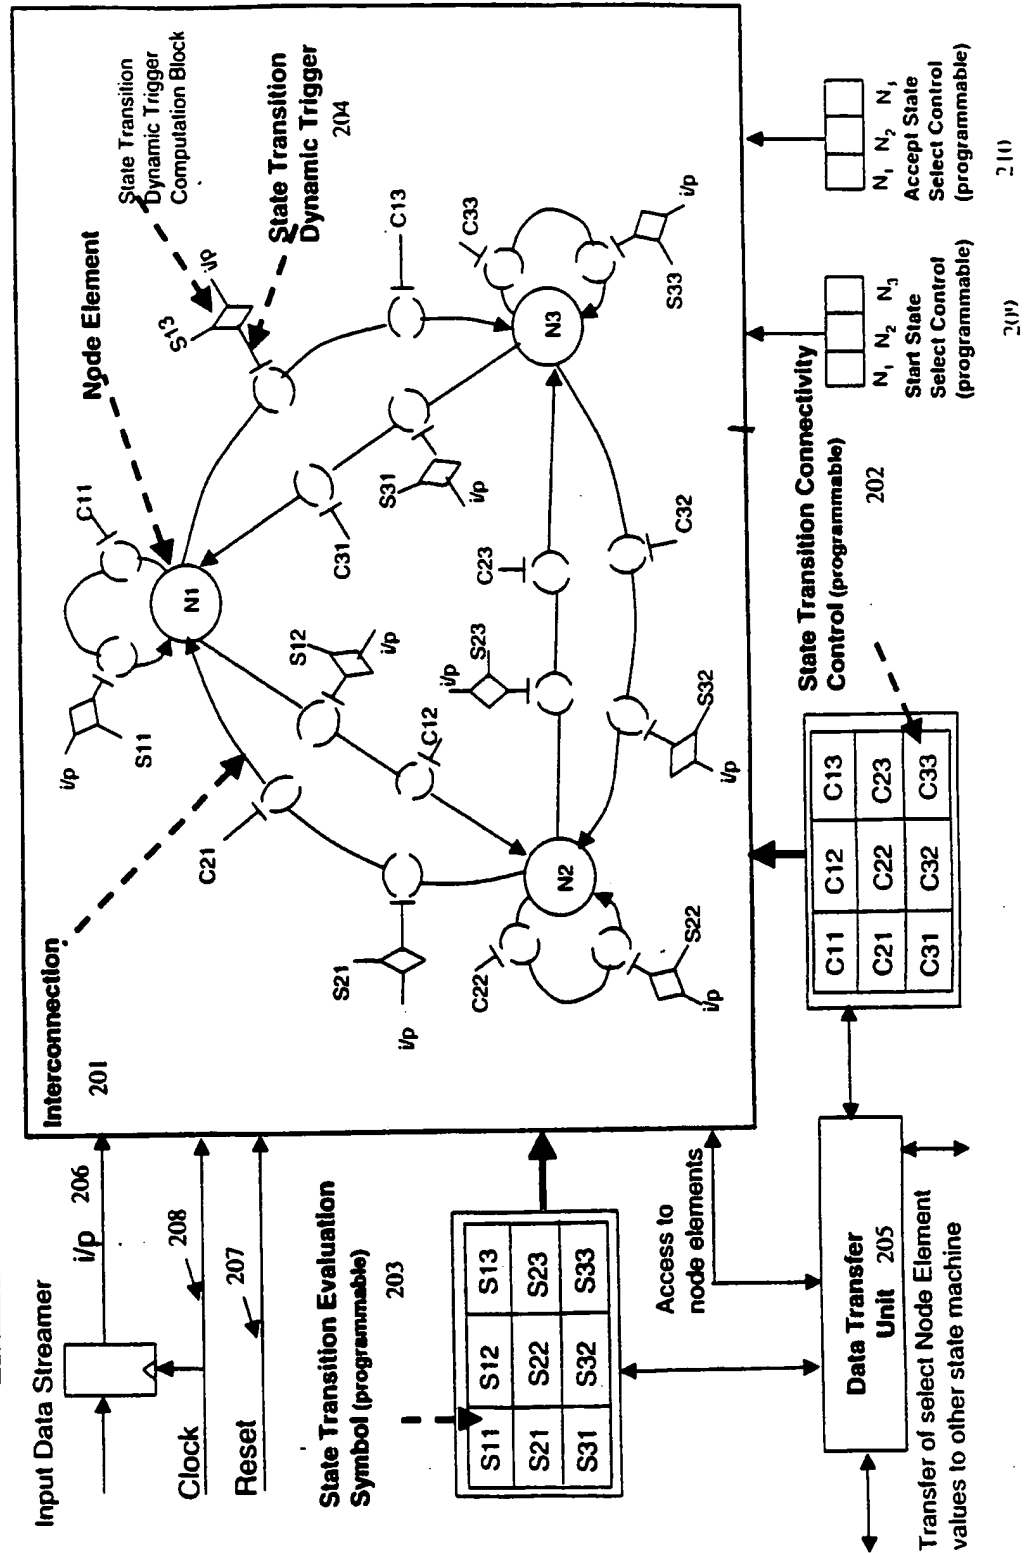 Input Data Streamer
i/p
206
Clock
208
Reset
207
Interconnection
201
Node Element
State Transition
Dynamic Trigger
Computation Block
State Transition
Dynamic Trigger
204
C11
i/p
S11
N1
S13
i/p
C13
C21
S12
i/p
C12
C31
S31
i/p
C33
N3
i/p
S33
S21
i/p
C22
N2
S22
i/p
i/p
S23
C23
C32
S32
i/p
State Transition Evaluation
Symbol (programmable)
203
S11 S12 S13
S21 S22 S23
S31 S32 S33
Access to
node elements
State Transition Connectivity
Control (programmable)
202
C11 C12 C13
C21 C22 C23
C31 C32 C33
N1 N2 N3
Start State
Select Control
(programmable)
209
N1 N2 N3
Accept State
Select Control
(programmable)
210
Data Transfer
Unit 205
Transfer of select Node Element
values to other state machine